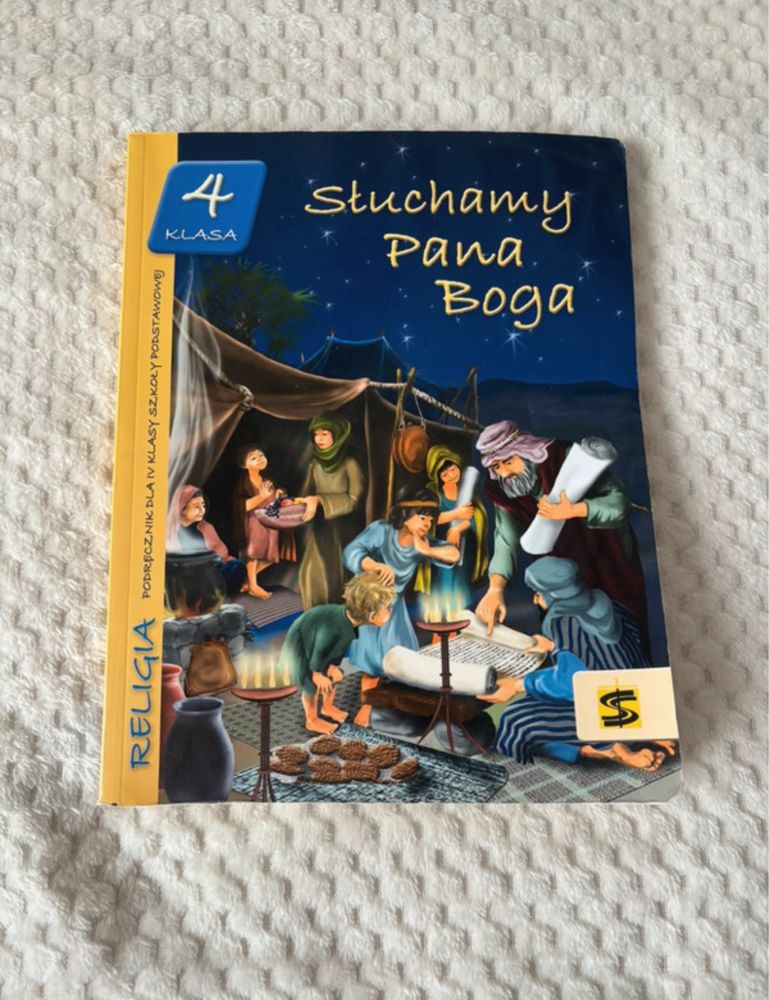 4
KLASA
Słuchamy
Pana
Boga
RELIGIA
PODRĘCZNIK DLA IV KLASY SZKOŁY PODSTAWOWEJ